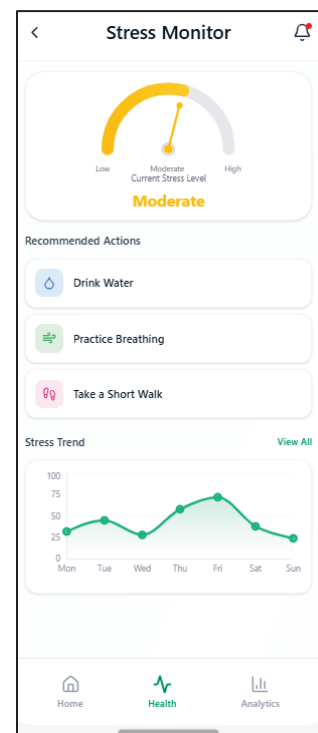 Stress Monitor
Low Moderate High
Current Stress Level
Moderate
Recommended Actions
Drink Water
Practice Breathing
Take a Short Walk
Stress Trend View All
100
75
50
25
0
Mon Tue Wed Thu Fri Sat Sun
Home Health Analytics